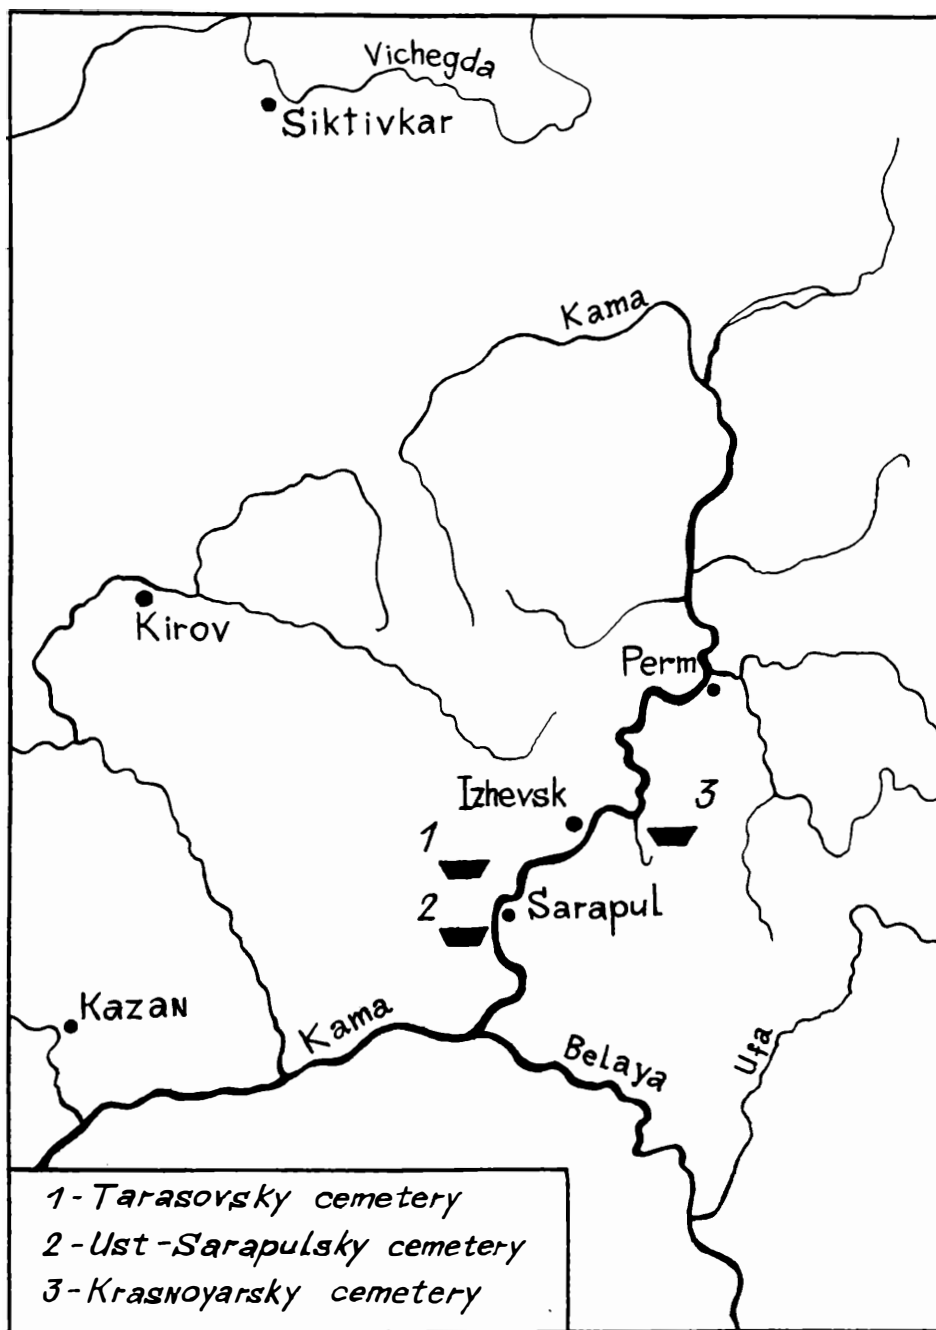 Vichegda
Siktivkar
Kama
Kirov
Perm
Izhevsk
3
1
2
Sarapul
Kazan
Kama
Belaya
Ufa
1 - Tarasovsky cemetery
2 - Ust-Sarapulsky cemetery
3 - Krasnoyarsky cemetery